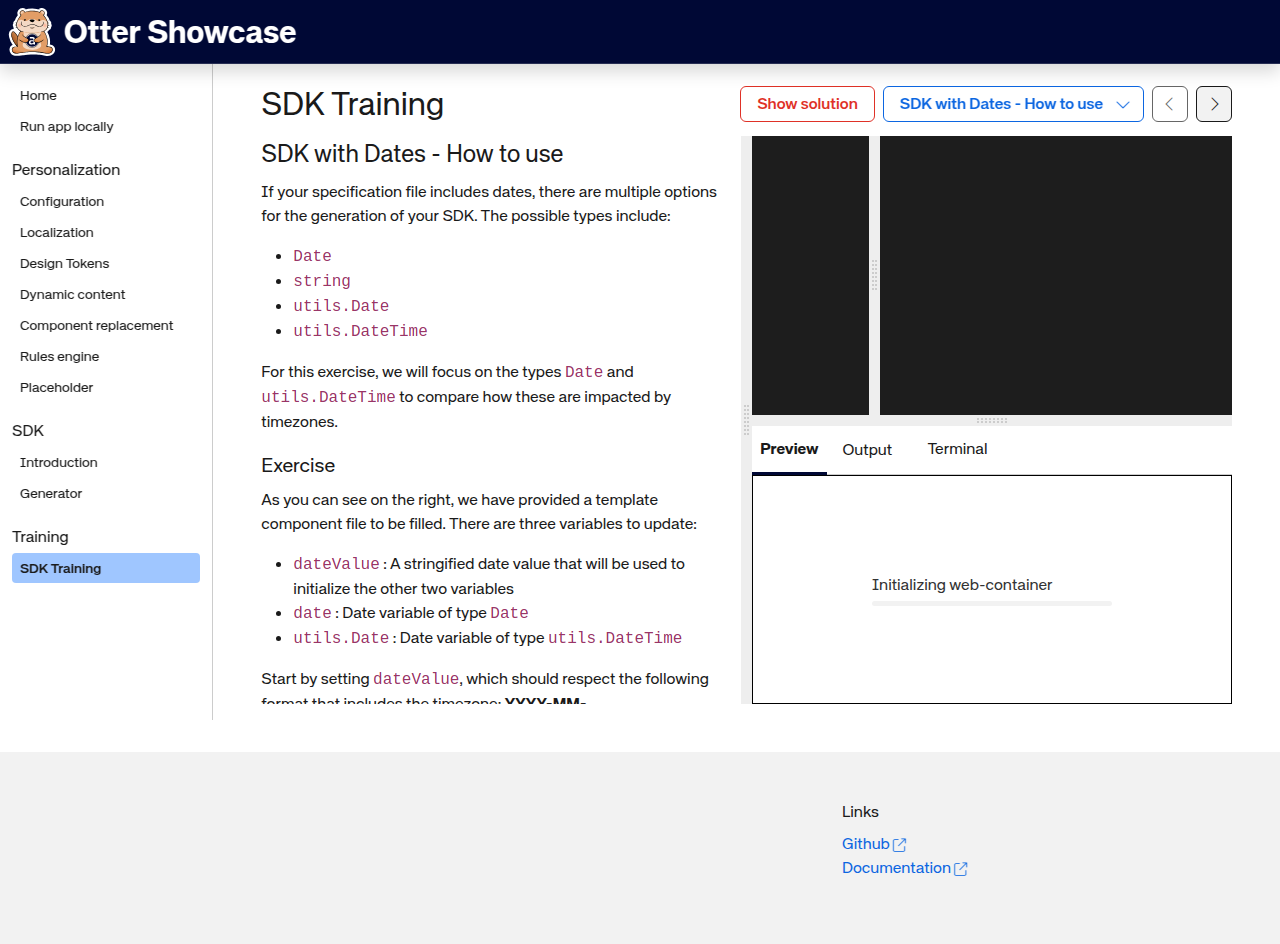 Otter Showcase
Home
Run app locally
Personalization
Configuration
Localization
Design Tokens
Dynamic content
Component replacement
Rules engine
Placeholder
SDK
Introduction
Generator
Training
SDK Training
SDK Training
Show solution
SDK with Dates - How to use
SDK with Dates - How to use
If your specification file includes dates, there are multiple options
for the generation of your SDK. The possible types include:
Date
string
utils.Date
utils.DateTime
For this exercise, we will focus on the types Date and
utils.DateTime to compare how these are impacted by
timezones.
Exercise
As you can see on the right, we have provided a template
component file to be filled. There are three variables to update:
dateValue: A stringified date value that will be used to
initialize the other two variables
date: Date variable of type Date
utils.Date: Date variable of type utils.DateTime
Start by setting dateValue, which should respect the following
format that includes the timezone: YYYY-MM-
Preview
Output
Terminal
Initializing web-container
Links
Github
Documentation